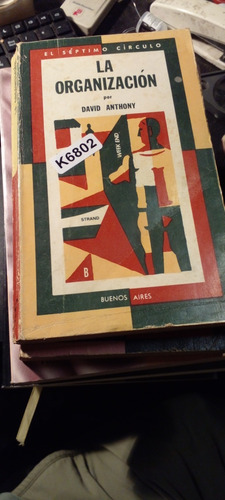 EL SÉPTIMO CÍRCULO
LA
ORGANIZACIÓN
por
DAVID ANTHONY
K6802
WEEK END
STRAND
B
BUENOS AIRES